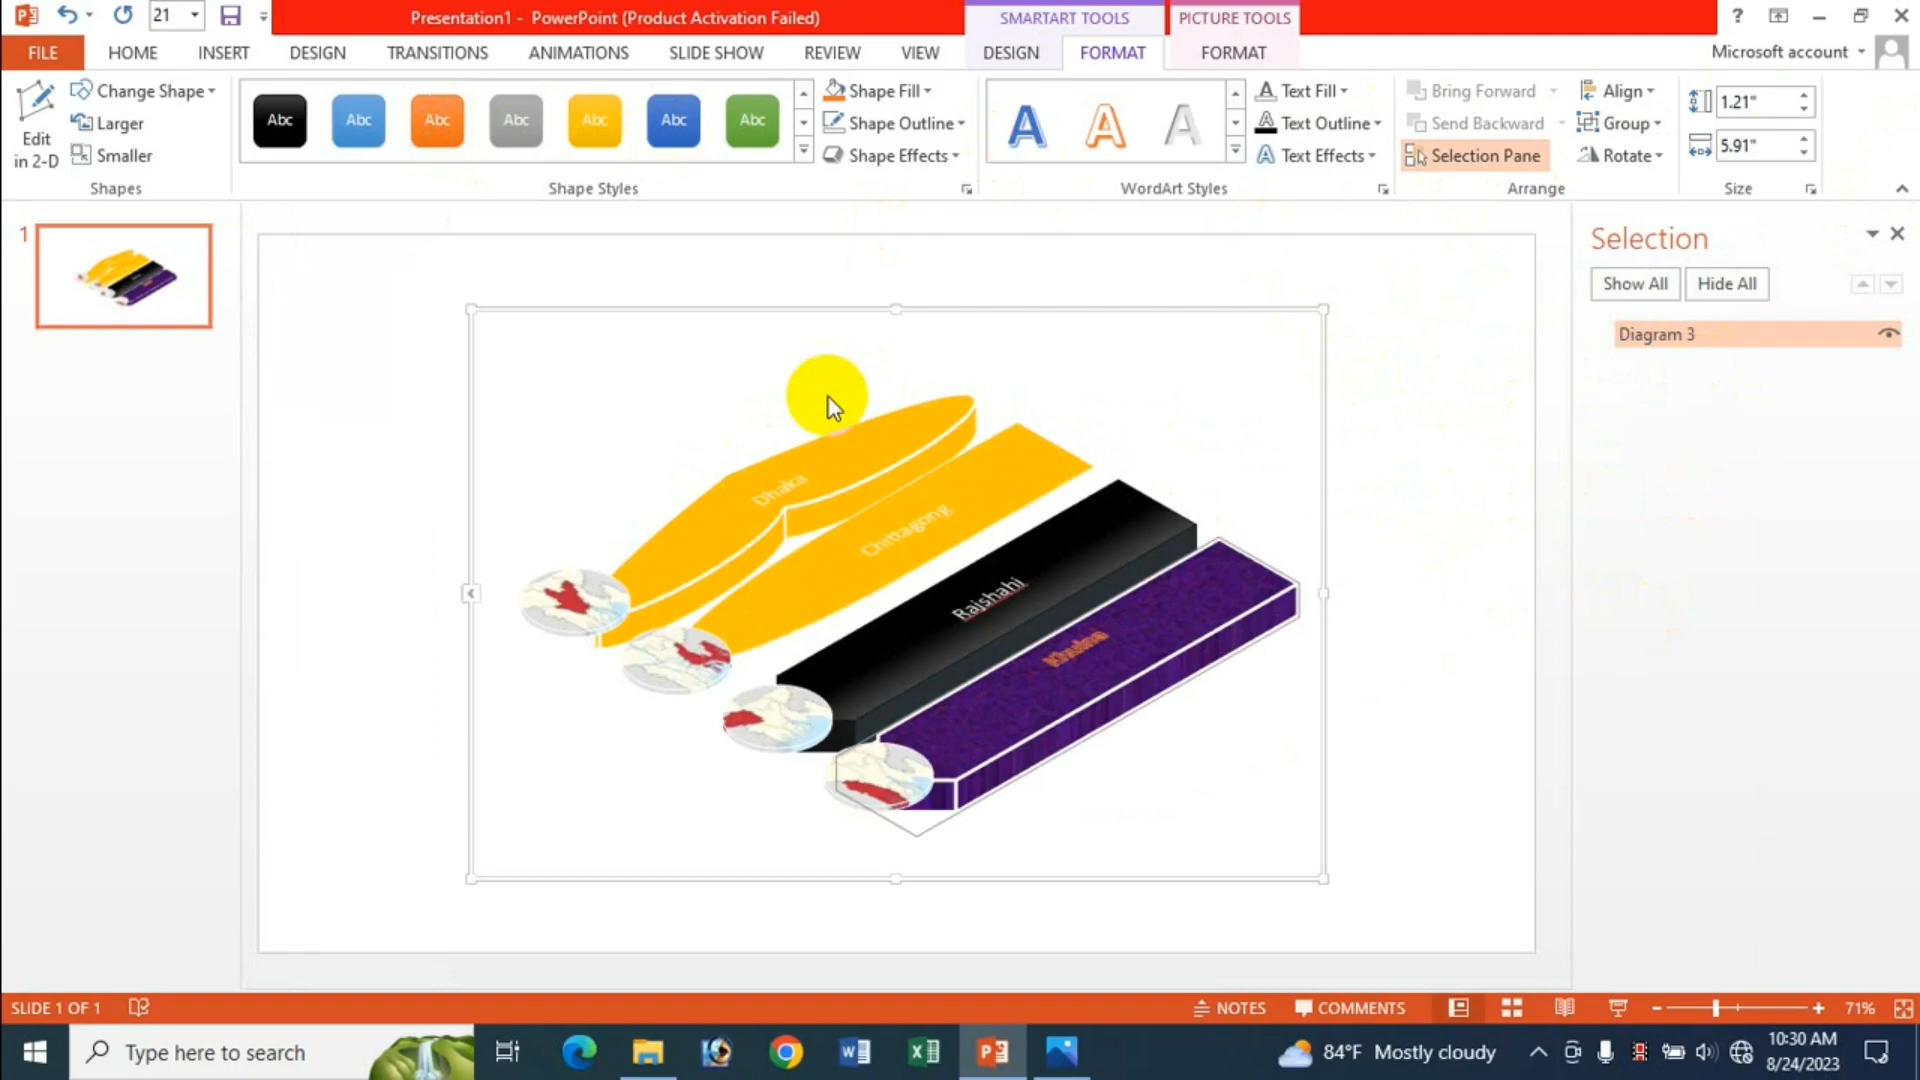 21
Presentation1 - PowerPoint (Product Activation Failed)
SMARTART TOOLS
PICTURE TOOLS
?
FILE
HOME
INSERT
DESIGN
TRANSITIONS
ANIMATIONS
SLIDE SHOW
REVIEW
VIEW
DESIGN
FORMAT
FORMAT
Microsoft account
Edit
in 2-D
Change Shape
Larger
Smaller
Shapes
Abc
Abc
Abc
Abc
Abc
Abc
Abc
Shape Styles
Shape Fill
Shape Outline
Shape Effects
A
A
A
WordArt Styles
Text Fill
Text Outline
Text Effects
Bring Forward
Send Backward
Selection Pane
Align
Group
Rotate
Arrange
1.21"
5.91"
Size
1
Dhaka
Chittagong
Rajshahi
Khulna
Selection
Show All
Hide All
Diagram 3
SLIDE 1 OF 1
NOTES
COMMENTS
71%
Type here to search
84°F Mostly cloudy
10:30 AM
8/24/2023